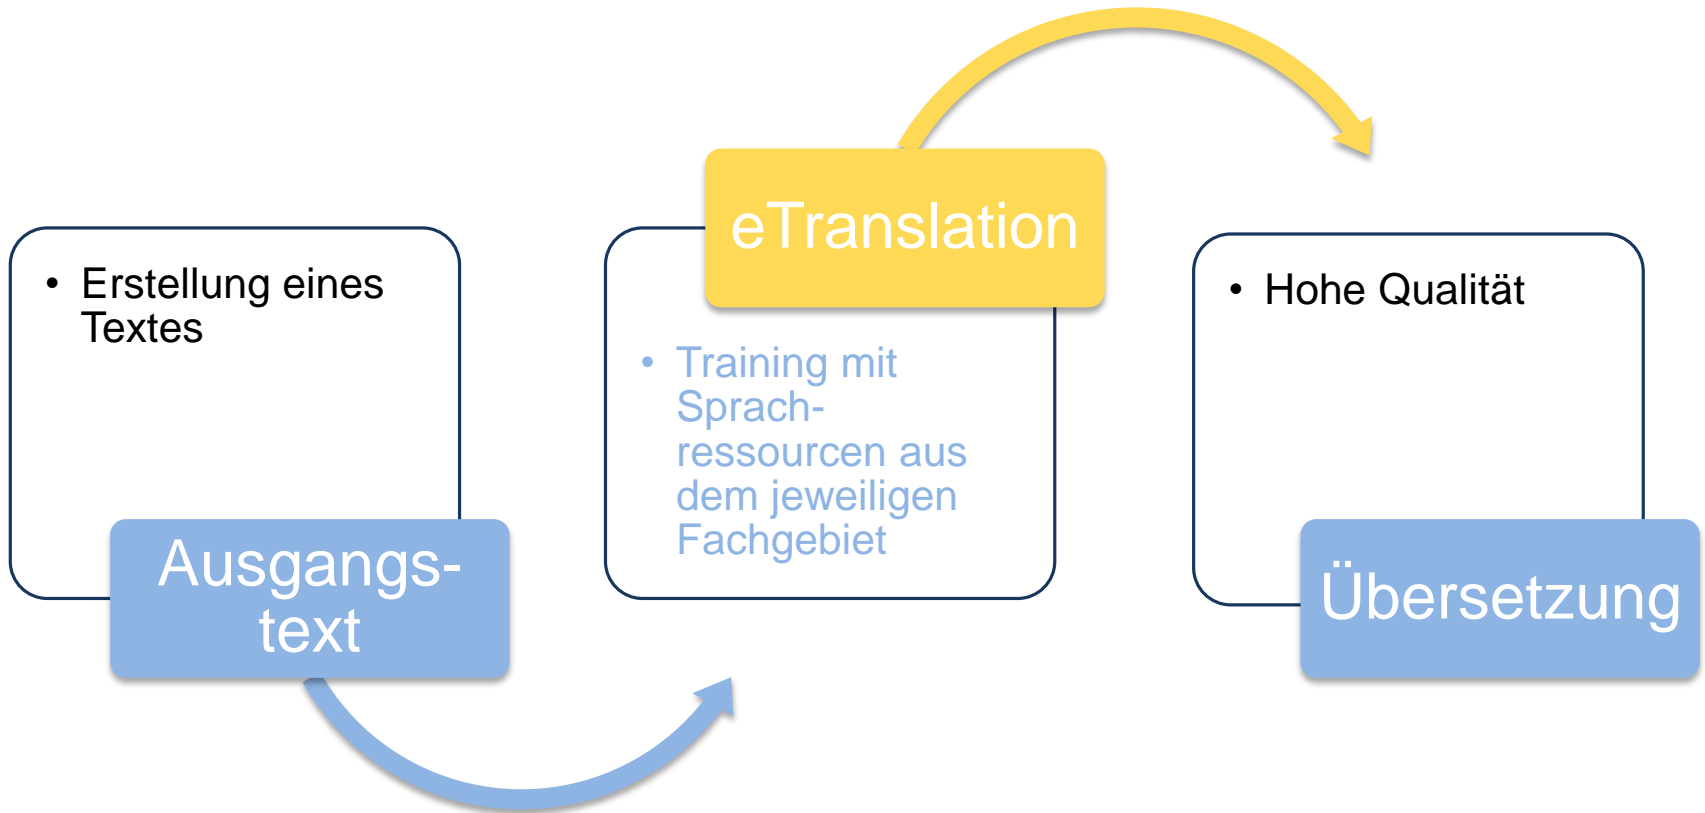 • Erstellung eines
Textes
Ausgangs-
text
eTranslation
• Training mit
Sprach-
ressourcen aus
dem jeweiligen
Fachgebiet
• Hohe Qualität
Übersetzung